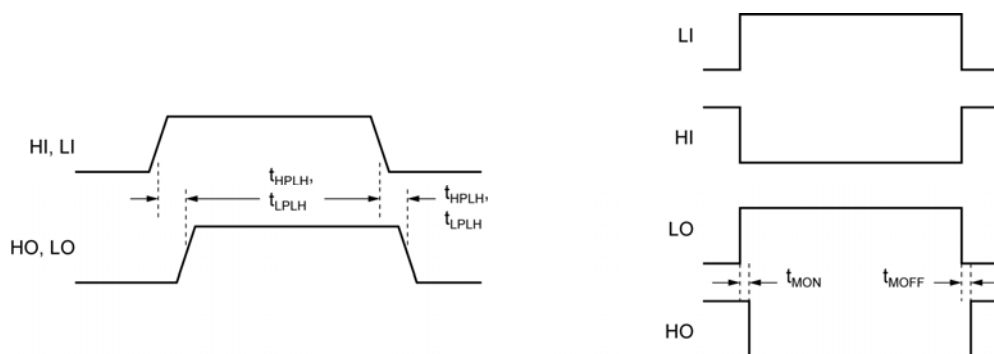 HI, LI
tHPLH,
tLPLH
tHPLH,
tLPLH
HO, LO
LI
HI
LO
tMON
tMOFF
HO